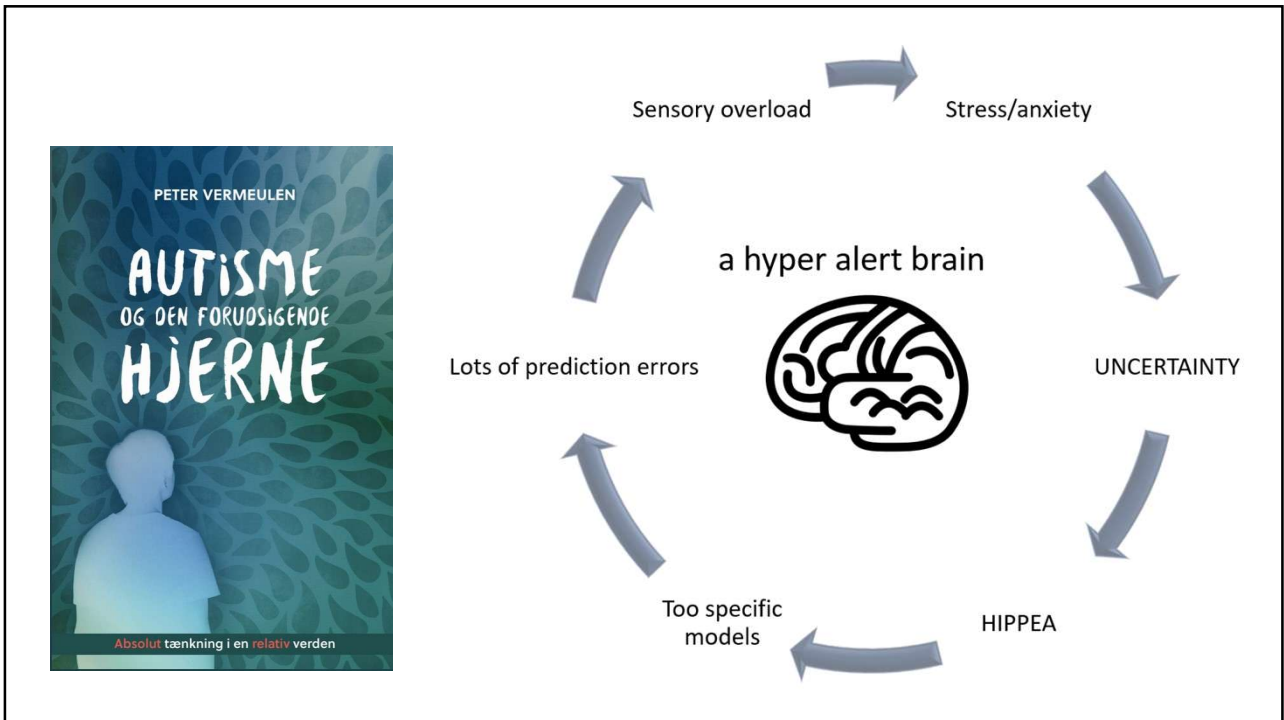 PETER VERMEULEN
AUTISME
OG DEN FORUDSIGENDE
HJERNE
Absolut tænkning i en relativ verden
Sensory overload
Stress/anxiety
a hyper alert brain
Lots of prediction errors
UNCERTAINTY
Too specific
models
HIPPEA